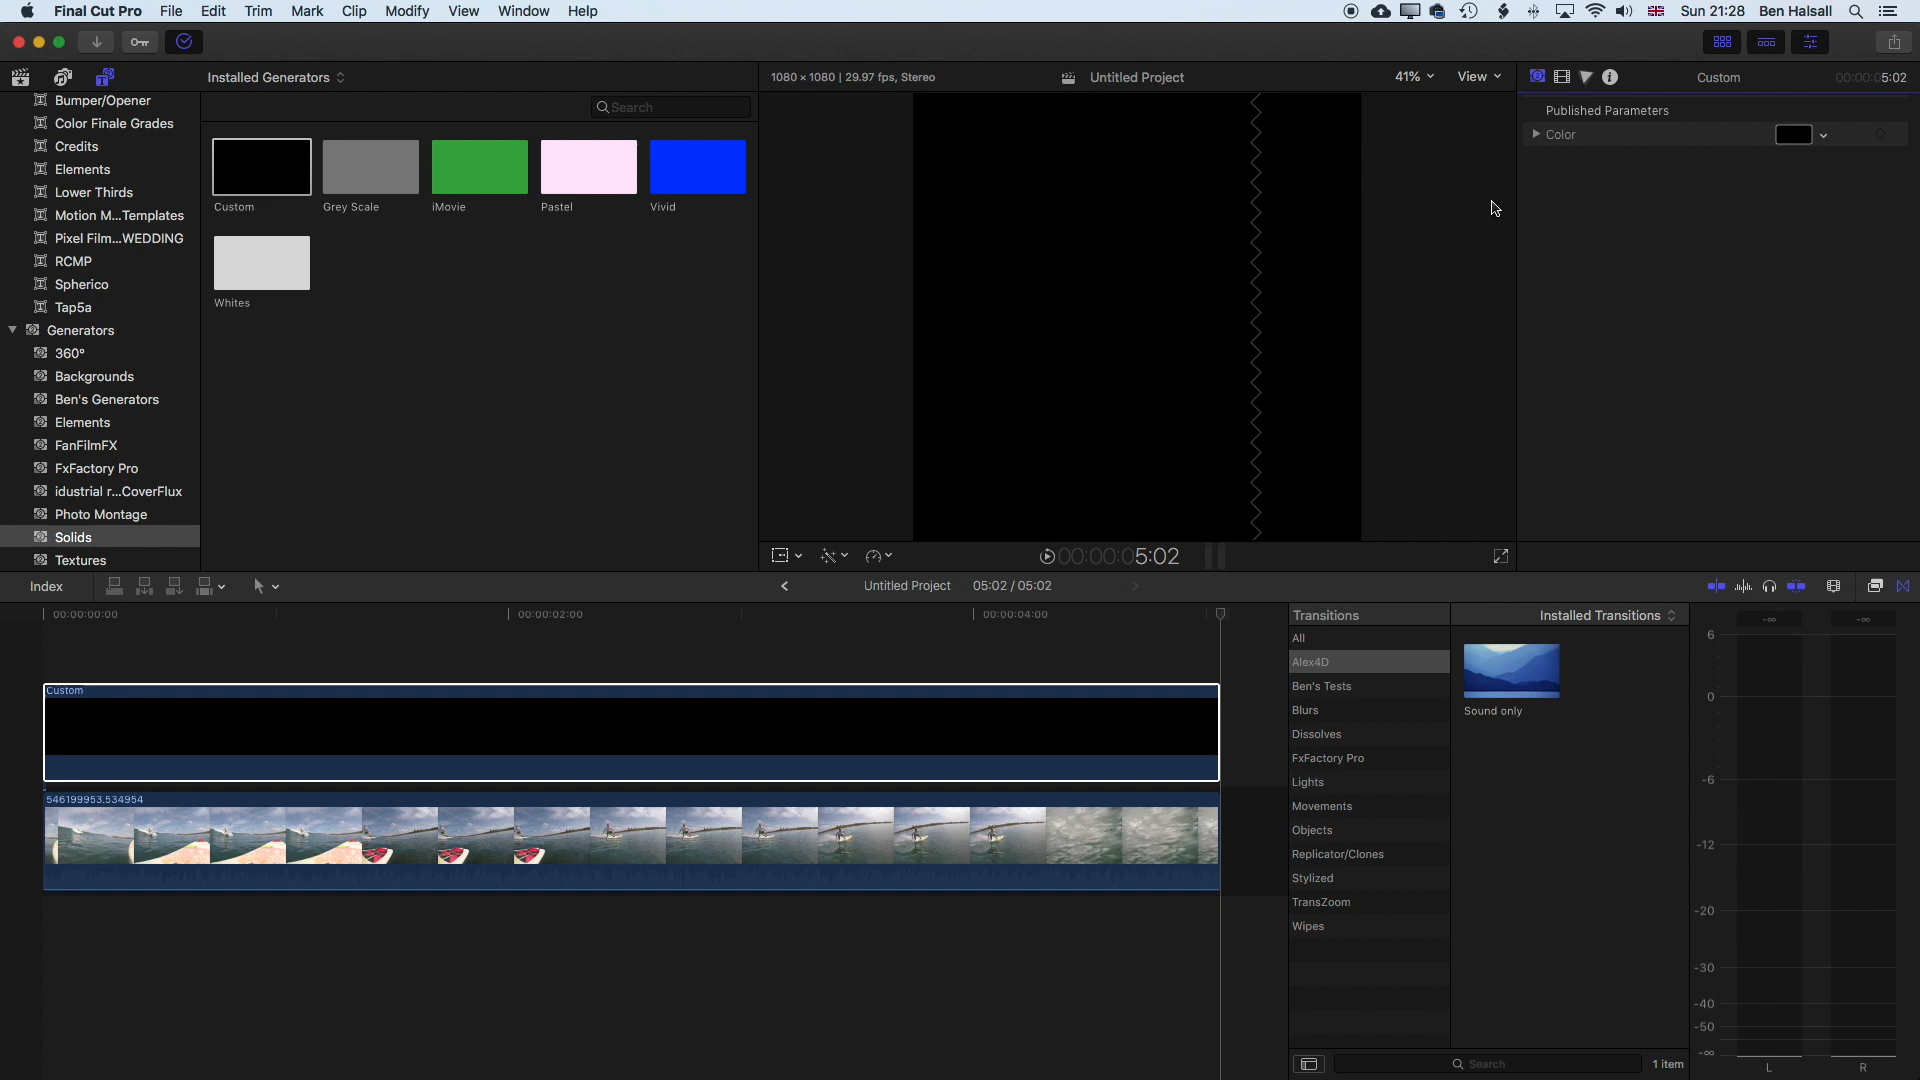 Final Cut Pro File Edit Trim Mark Clip Modify View Window Help Sun 21:28 Ben Halsall
Installed Generators
1080 × 1080 | 29.97 fps, Stereo
Untitled Project
41%
View
Custom
00:00:05:02
Bumper/Opener
Color Finale Grades
Credits
Elements
Lower Thirds
Motion M...Templates
Pixel Film...WEDDING
RCMP
Spherico
Tap5a
Generators
360°
Backgrounds
Ben's Generators
Elements
FanFilmFX
FxFactory Pro
idustrial r...CoverFlux
Photo Montage
Solids
Textures
Search
Custom
Grey Scale
iMovie
Pastel
Vivid
Whites
Published Parameters
Color
00:00:05:02
Index
Untitled Project 05:02 / 05:02
00:00:00:00
00:00:02:00
00:00:04:00
Custom
546199953.534954
Transitions
Installed Transitions
All
Alex4D
Ben's Tests
Blurs
Dissolves
FxFactory Pro
Lights
Movements
Objects
Replicator/Clones
Stylized
TransZoom
Wipes
Sound only
Search
1 item
-∞ -∞
6
0
-6
-12
-20
-30
-40
-50
-∞
L R